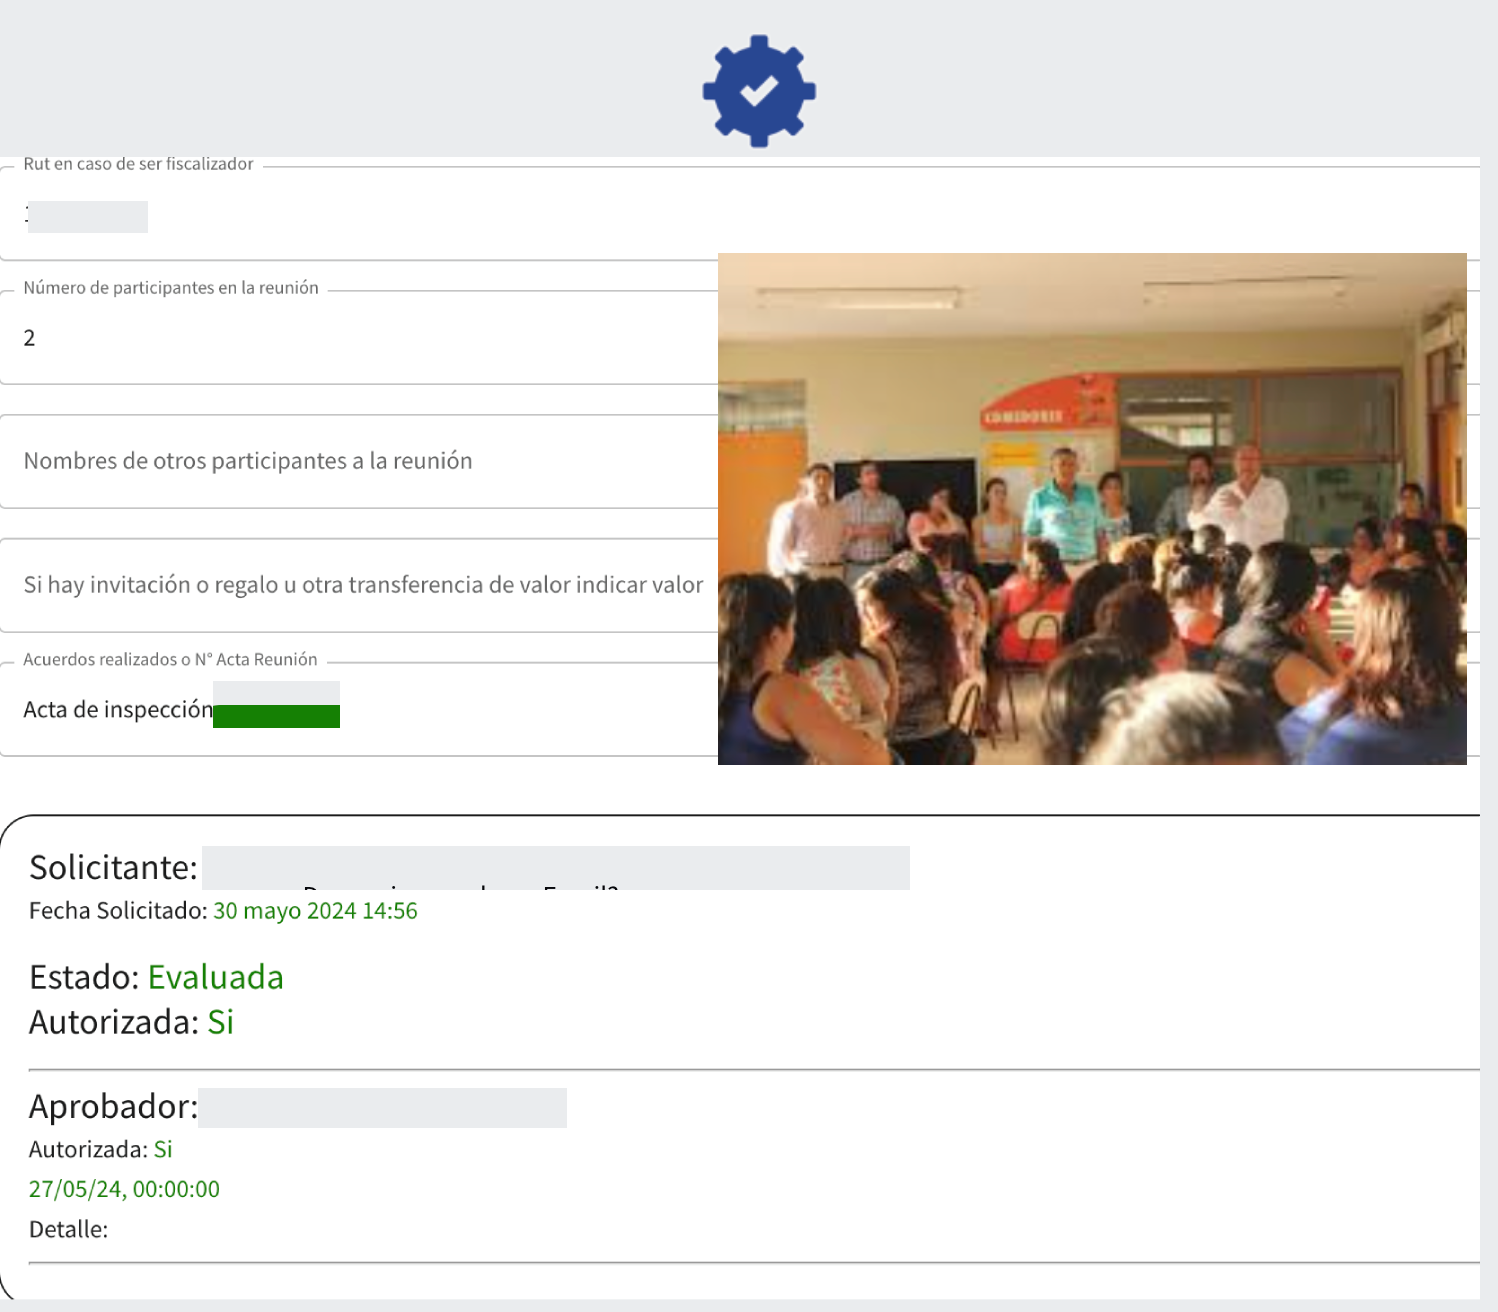 Rut en caso de ser fiscalizador
Número de participantes en la reunión
2
Nombres de otros participantes a la reunión
COMEDORES
Si hay invitación o regalo u otra transferencia de valor indicar valor
Acuerdos realizados o N° Acta Reunión
Acta de inspección
Solicitante:
Fecha Solicitado: 30 mayo 2024 14:56
Estado: Evaluada
Autorizada: Si
Aprobador:
Autorizada: Si
27/05/24, 00:00:00
Detalle: